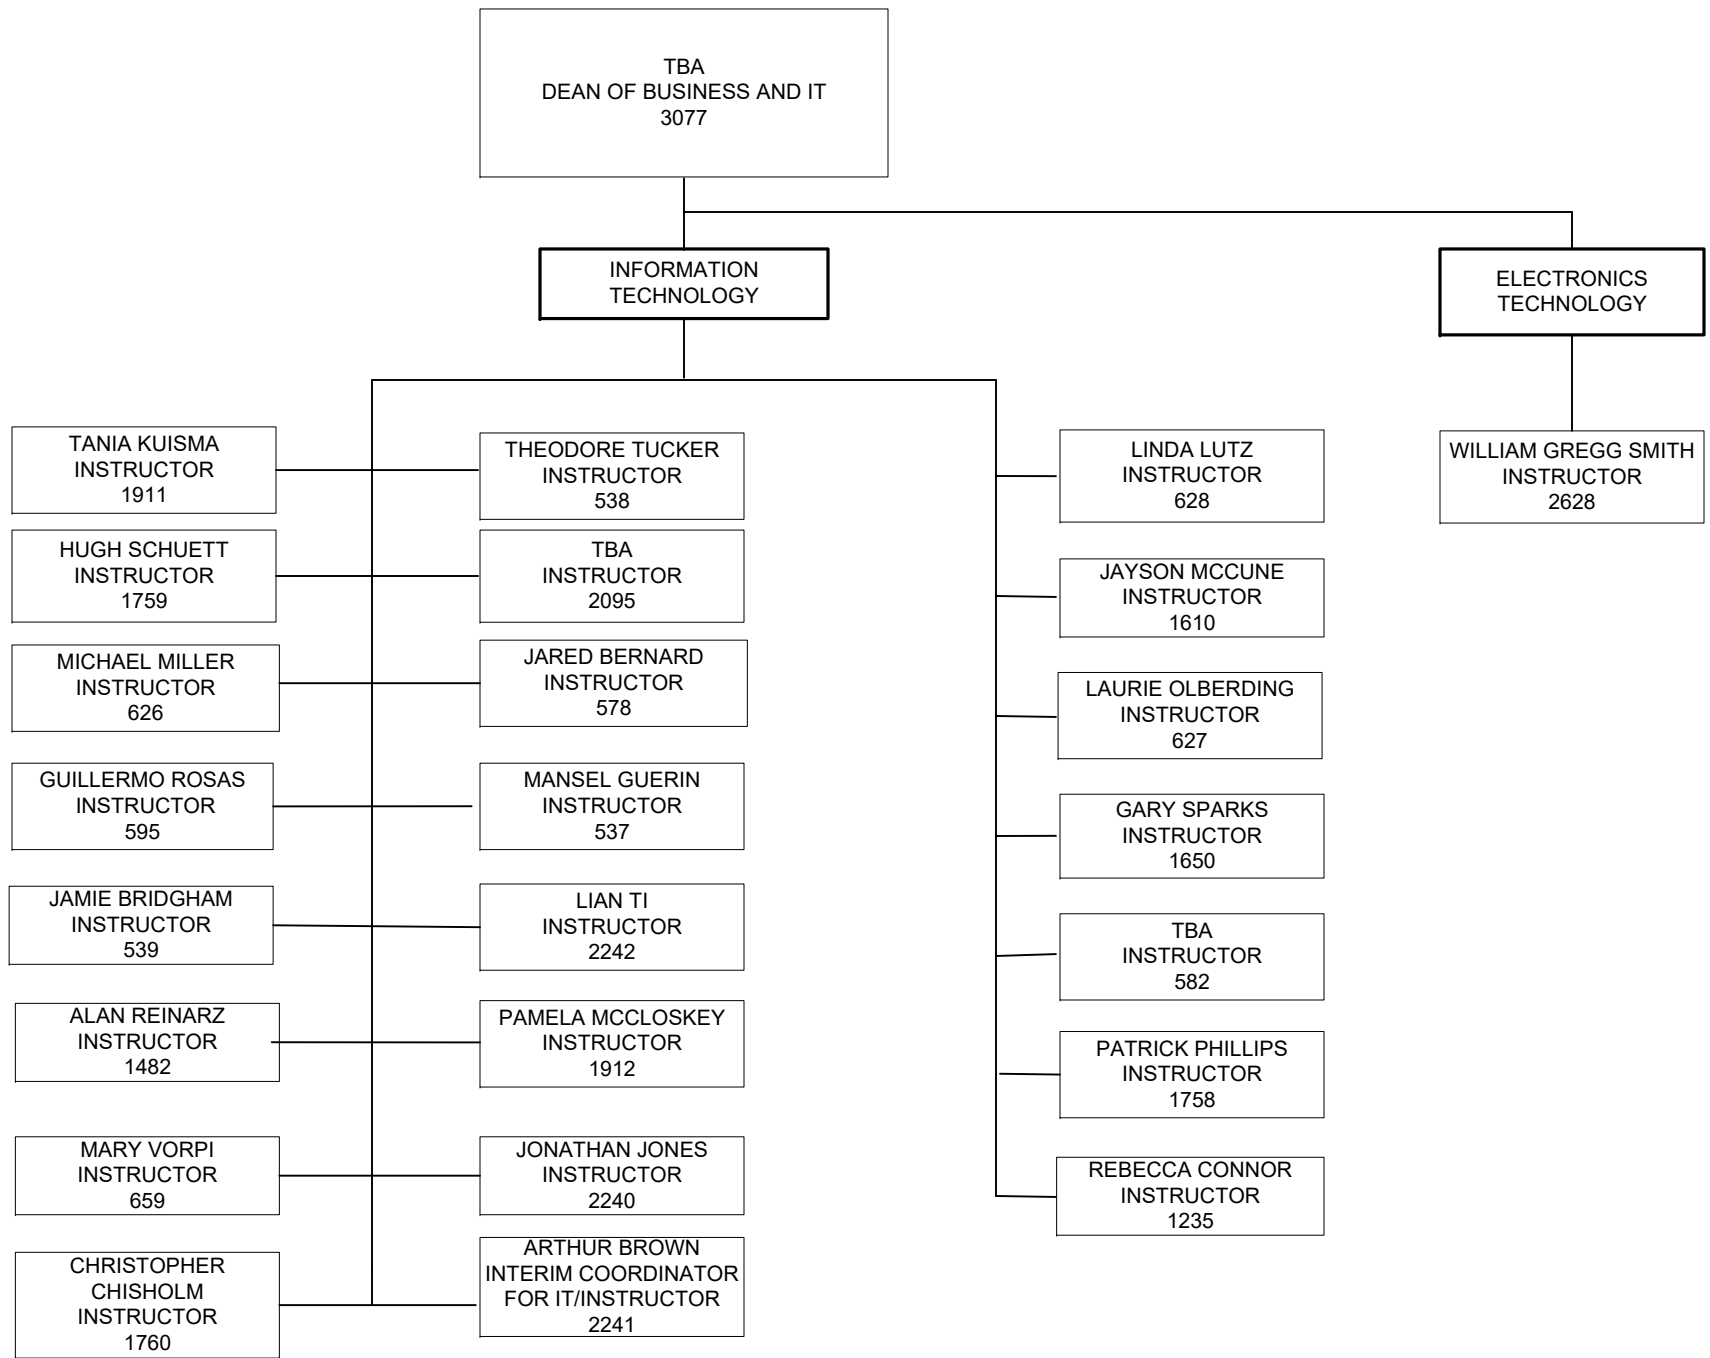 TBA
DEAN OF BUSINESS AND IT
3077
INFORMATION
TECHNOLOGY
ELECTRONICS
TECHNOLOGY
TANIA KUISMA
INSTRUCTOR
1911
THEODORE TUCKER
INSTRUCTOR
538
LINDA LUTZ
INSTRUCTOR
628
WILLIAM GREGG SMITH
INSTRUCTOR
2628
HUGH SCHUETT
INSTRUCTOR
1759
TBA
INSTRUCTOR
2095
JAYSON MCCUNE
INSTRUCTOR
1610
MICHAEL MILLER
INSTRUCTOR
626
JARED BERNARD
INSTRUCTOR
578
LAURIE OLBERDING
INSTRUCTOR
627
GUILLERMO ROSAS
INSTRUCTOR
595
MANSEL GUERIN
INSTRUCTOR
537
GARY SPARKS
INSTRUCTOR
1650
JAMIE BRIDGHAM
INSTRUCTOR
539
LIAN TI
INSTRUCTOR
2242
TBA
INSTRUCTOR
582
ALAN REINARZ
INSTRUCTOR
1482
PAMELA MCCLOSKEY
INSTRUCTOR
1912
PATRICK PHILLIPS
INSTRUCTOR
1758
MARY VORPI
INSTRUCTOR
659
JONATHAN JONES
INSTRUCTOR
2240
REBECCA CONNOR
INSTRUCTOR
1235
CHRISTOPHER
CHISHOLM
INSTRUCTOR
1760
ARTHUR BROWN
INTERIM COORDINATOR
FOR IT/INSTRUCTOR
2241